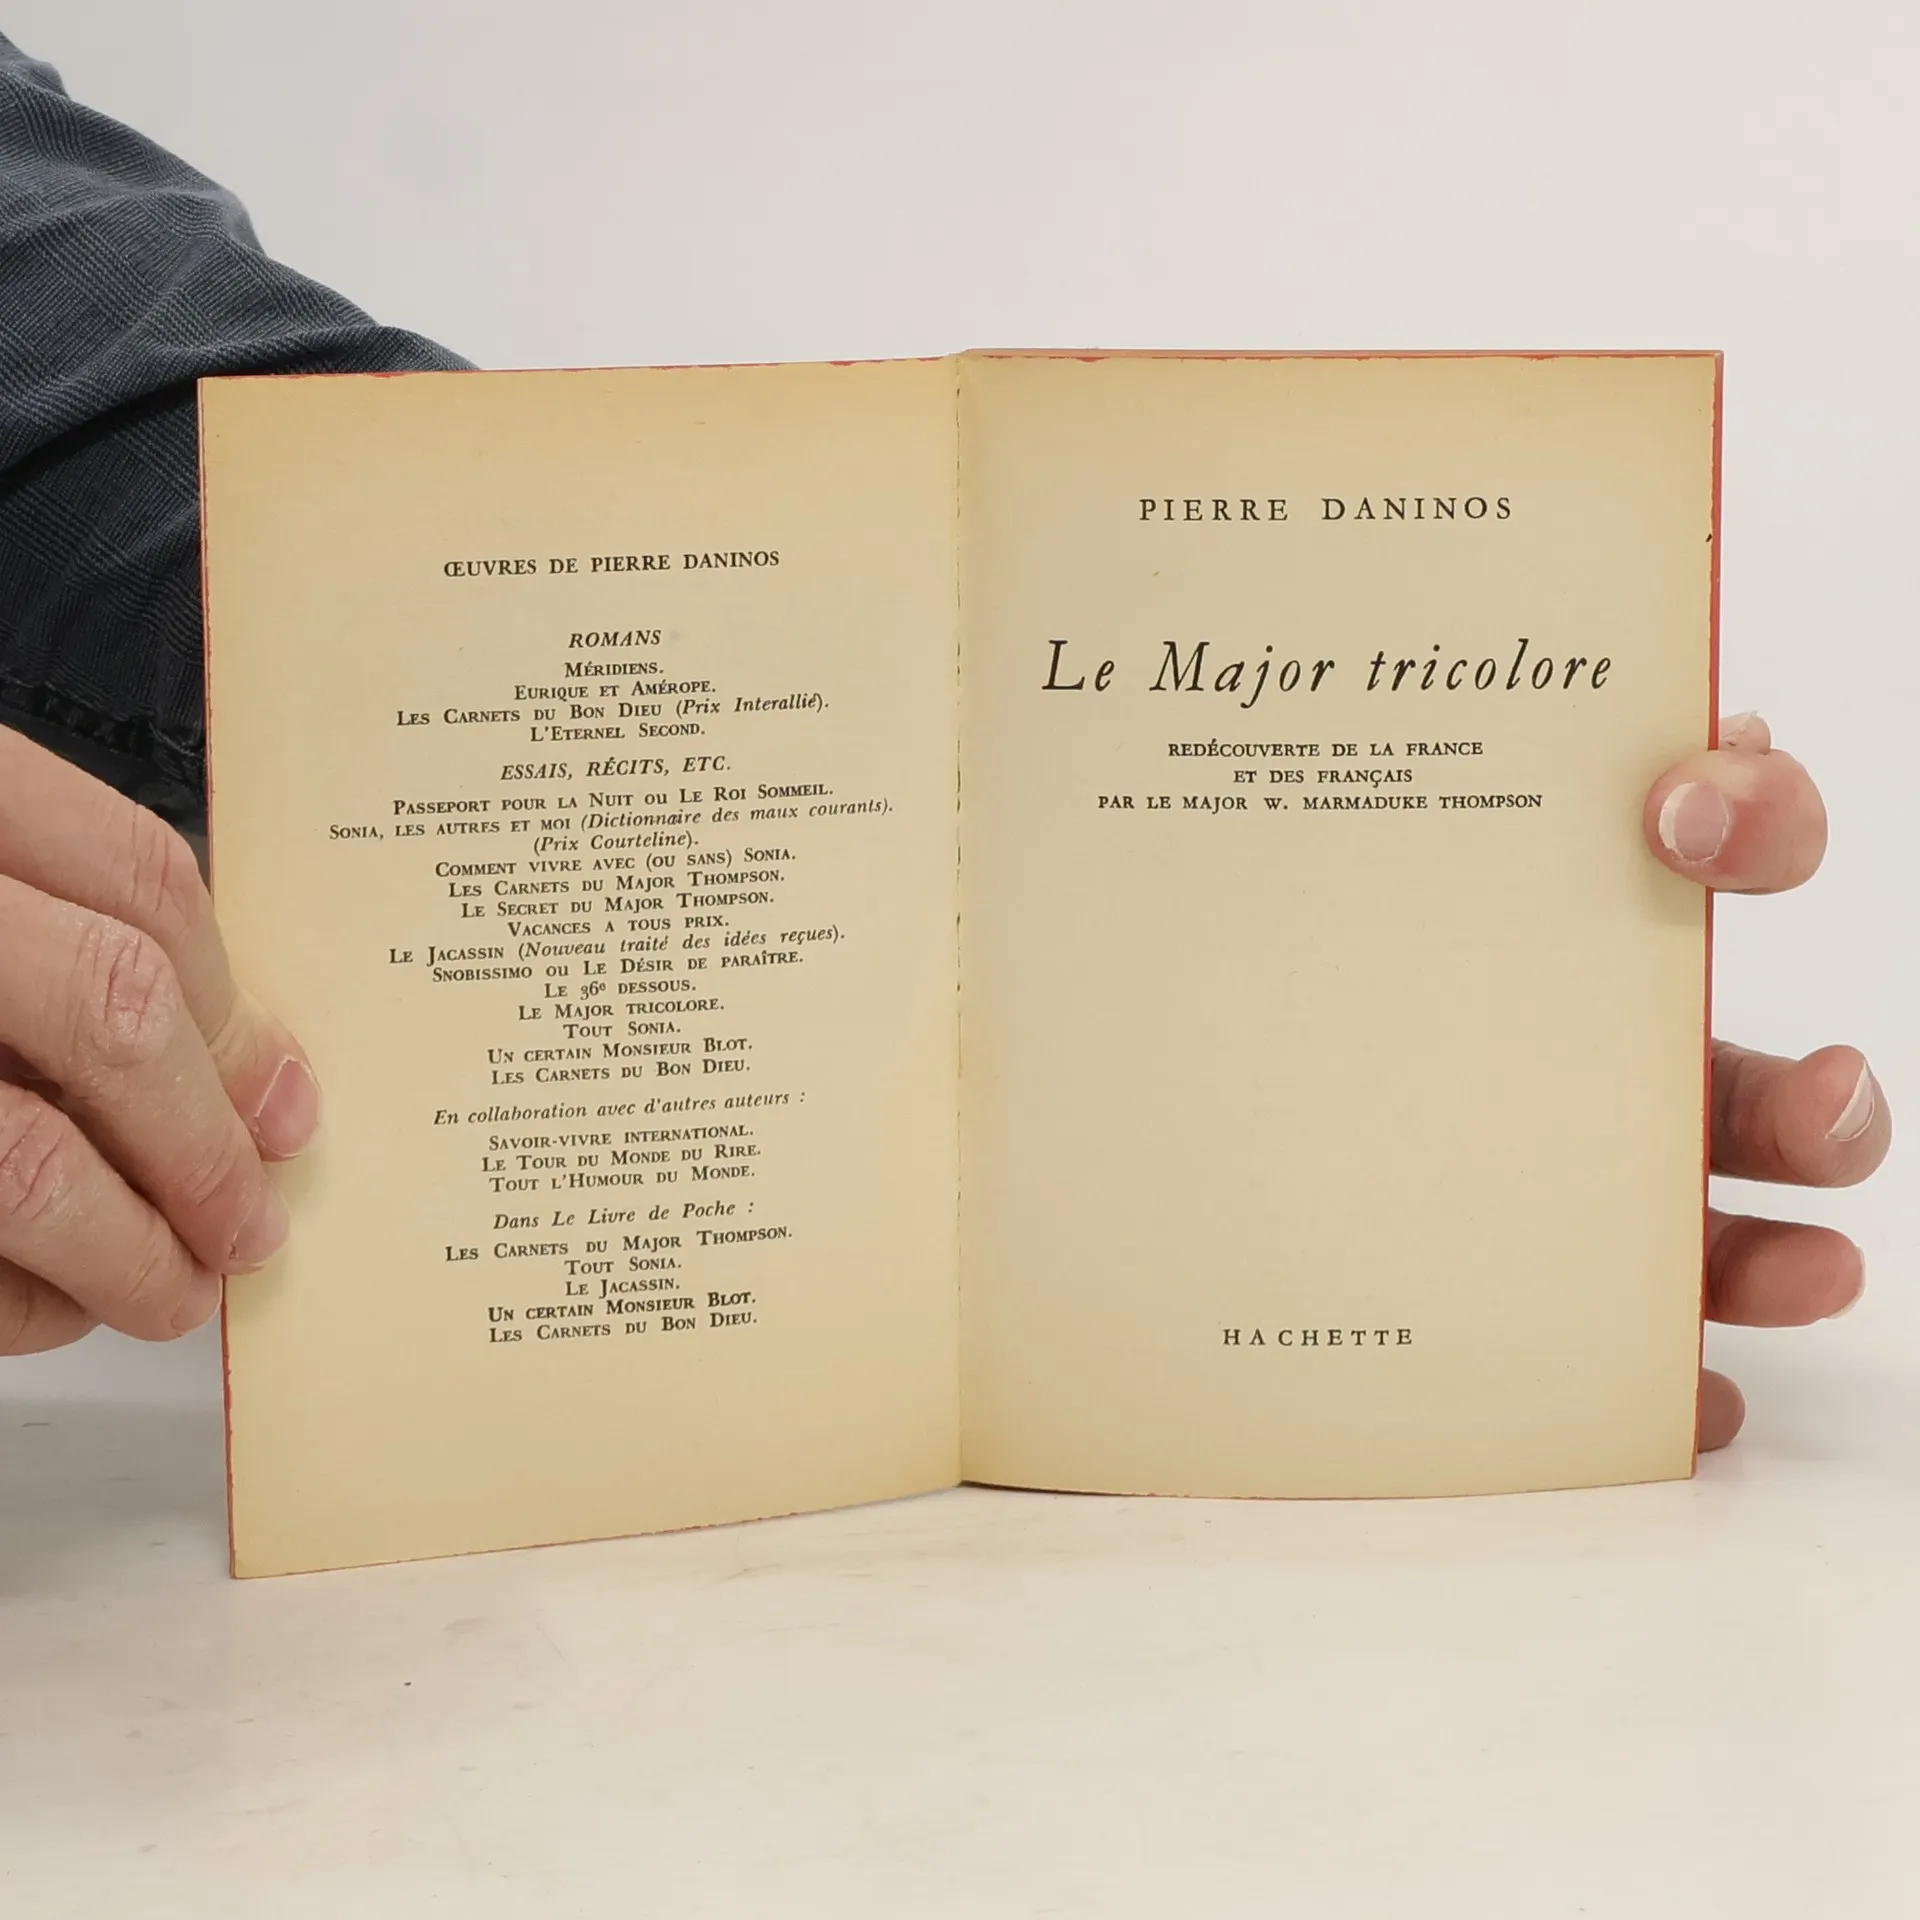 ŒUVRES DE PIERRE DANINOS
ROMANS
MÉRIDIENS.
EURIQUE ET AMÉROPE.
LES CARNETS DU BON DIEU (Prix Interallié).
L'ETERNEL SECOND.
ESSAIS, RÉCITS, ETC.
PASSEPORT POUR LA NUIT OU LE ROI SOMMEIL.
SONIA, LES AUTRES ET MOI (Dictionnaire des maux courants).
(Prix Courteline).
COMMENT VIVRE AVEC (OU SANS) SONIA.
LES CARNETS DU MAJOR THOMPSON.
LE SECRET DU MAJOR THOMPSON.
VACANCES A TOUS PRIX.
LE JACASSIN (Nouveau traité des idées reçues).
SNOBISSIMO OU LE DÉSIR DE PARAÎTRE.
LE 36e DESSOUS.
LE MAJOR TRICOLORE.
TOUT SONIA.
UN CERTAIN MONSIEUR BLOT.
LES CARNETS DU BON DIEU.
En collaboration avec d'autres auteurs :
SAVOIR-VIVRE INTERNATIONAL.
LE TOUR DU MONDE DU RIRE.
TOUT L'HUMOUR DU MONDE.
Dans Le Livre de Poche :
LES CARNETS DU MAJOR THOMPSON.
TOUT SONIA.
LE JACASSIN.
UN CERTAIN MONSIEUR BLOT.
LES CARNETS DU BON DIEU.
PIERRE DANINOS
Le Major tricolore
REDÉCOUVERTE DE LA FRANCE
ET DES FRANÇAIS
PAR LE MAJOR W. MARMADUKE THOMPSON
HACHETTE